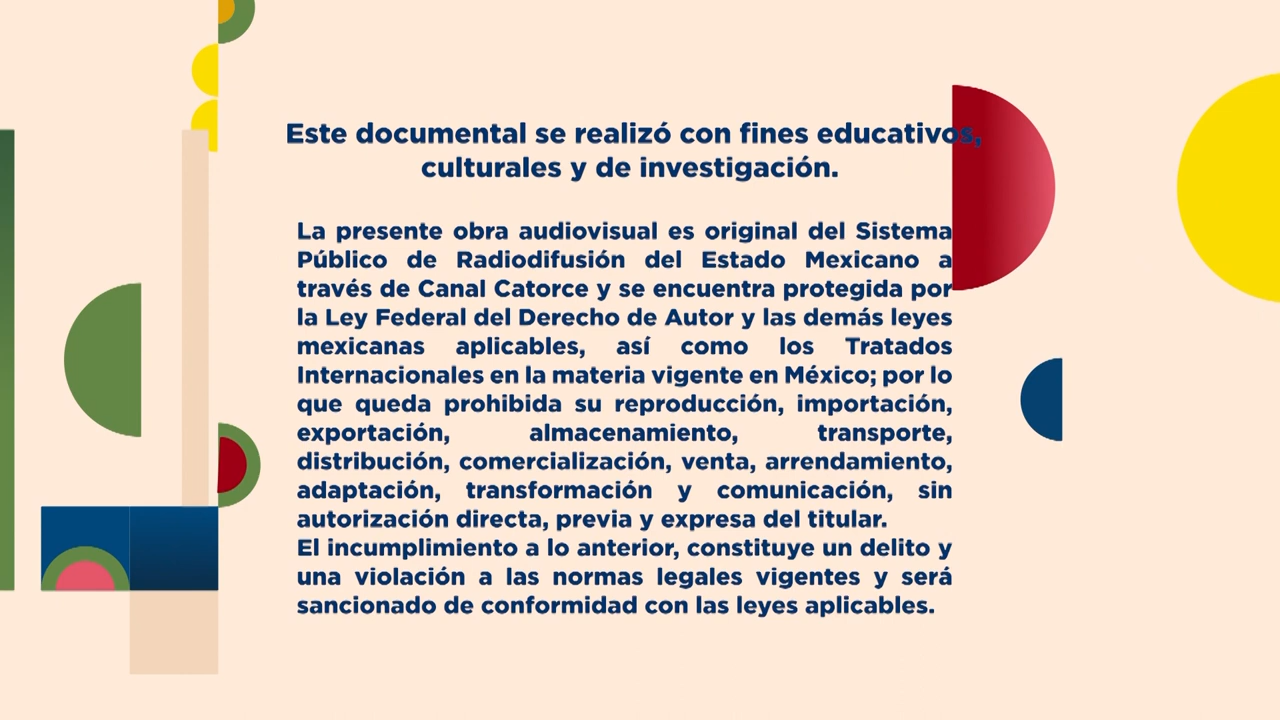 Este documental se realizó con fines educativos,
culturales y de investigación.
La presente obra audiovisual es original del Sistema
Público de Radiodifusión del Estado Mexicano a
través de Canal Catorce y se encuentra protegida por
la Ley Federal del Derecho de Autor y las demás leyes
mexicanas aplicables, así como los Tratados
Internacionales en la materia vigente en México; por lo
que queda prohibida su reproducción, importación,
exportación, almacenamiento, transporte,
distribución, comercialización, venta, arrendamiento,
adaptación, transformación y comunicación, sin
autorización directa, previa y expresa del titular.
El incumplimiento a lo anterior, constituye un delito y
una violación a las normas legales vigentes y será
sancionado de conformidad con las leyes aplicables.